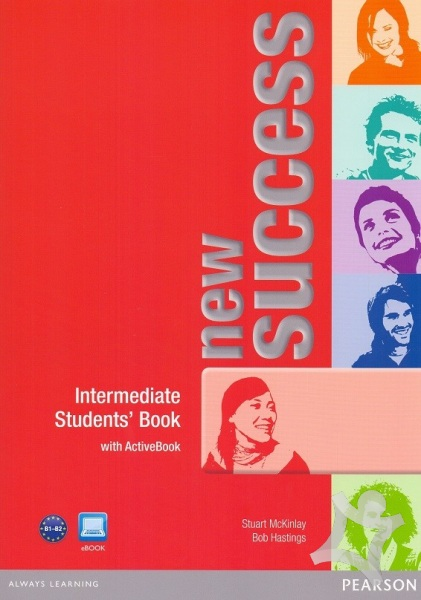 new
success
Intermediate
Students' Book
with ActiveBook
Stuart McKinlay
Bob Hastings
B1-B2
eBOOK
ALWAYS LEARNING
PEARSON